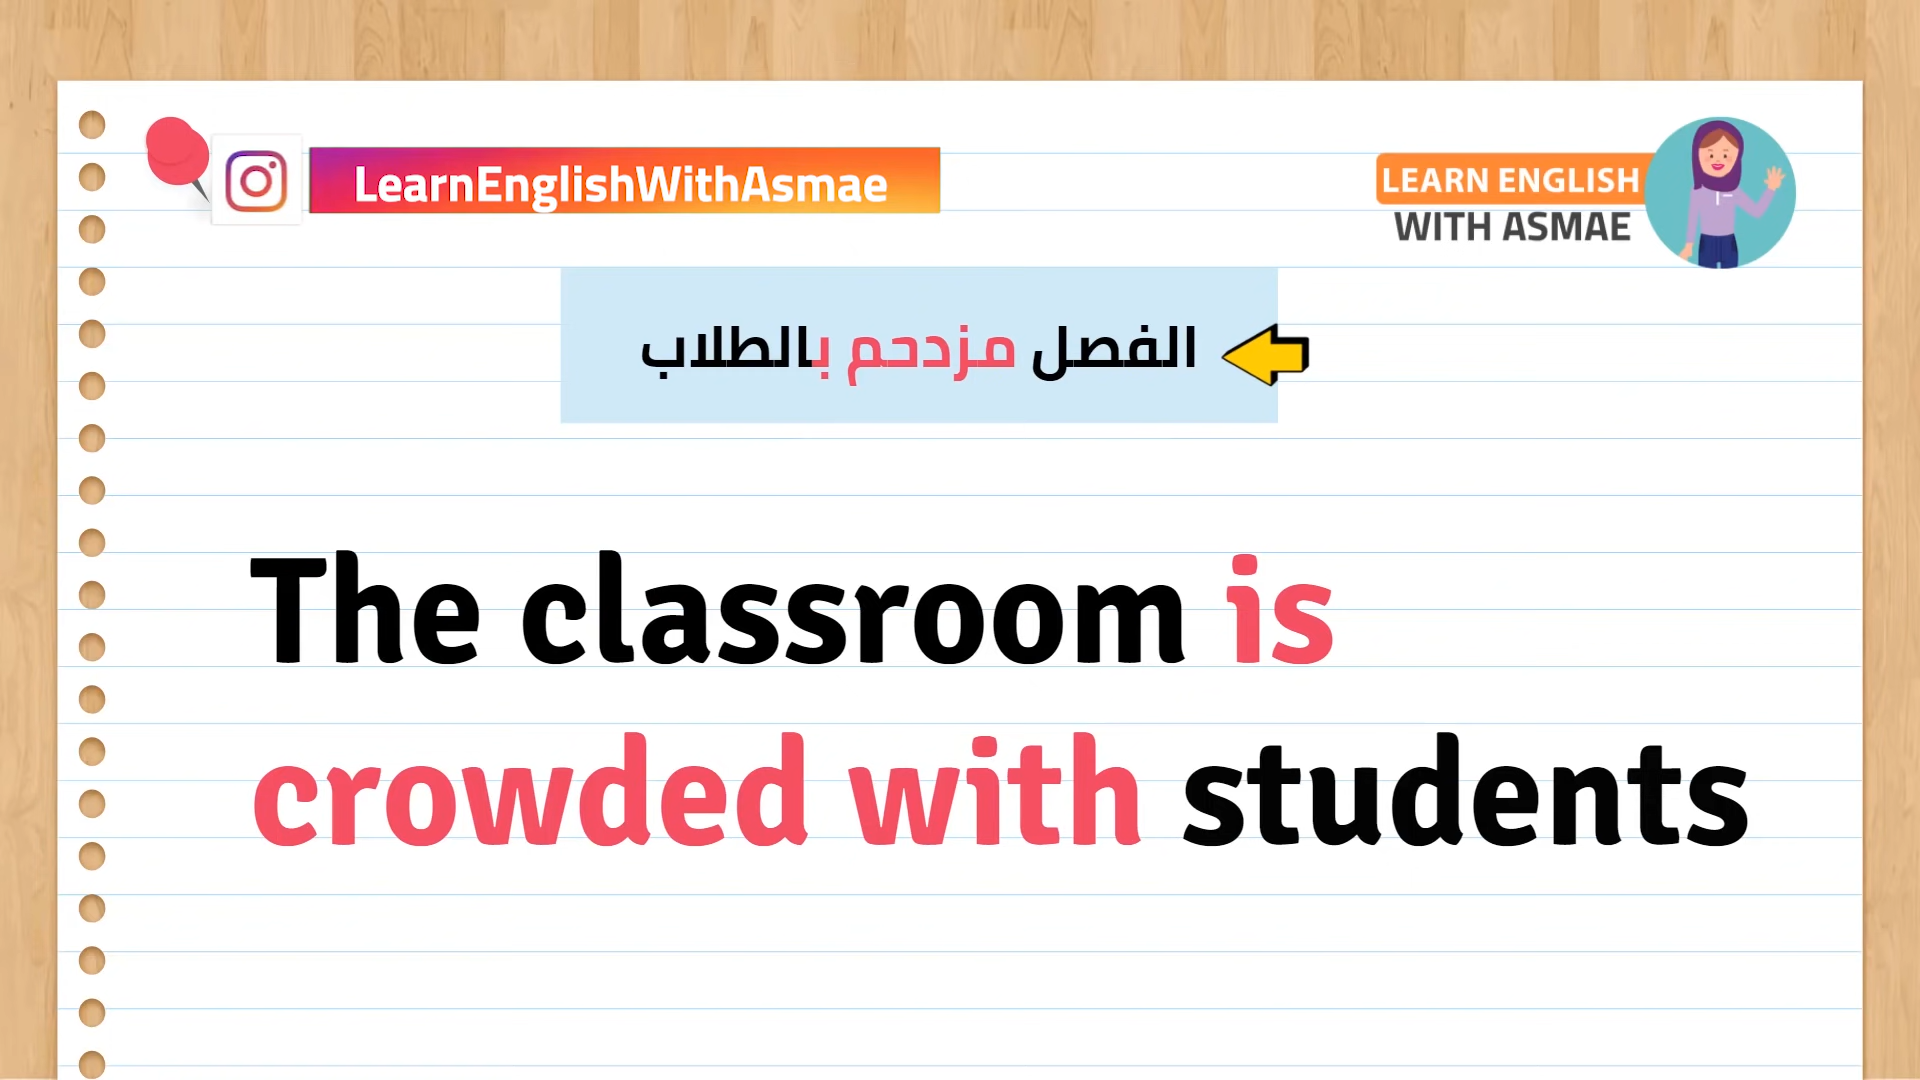 LearnEnglishWithAsmae
LEARN ENGLISH
WITH ASMAE
الفصل مزدحم بالطلاب
The classroom is
crowded with students